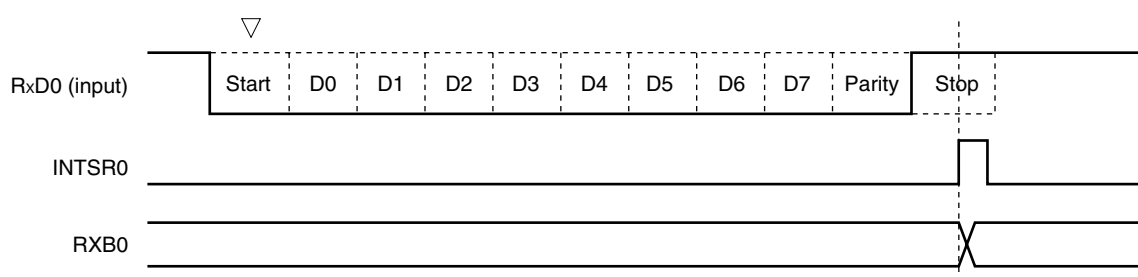 RxD0 (input) Start D0 D1 D2 D3 D4 D5 D6 D7 Parity Stop
INTSR0
RXB0